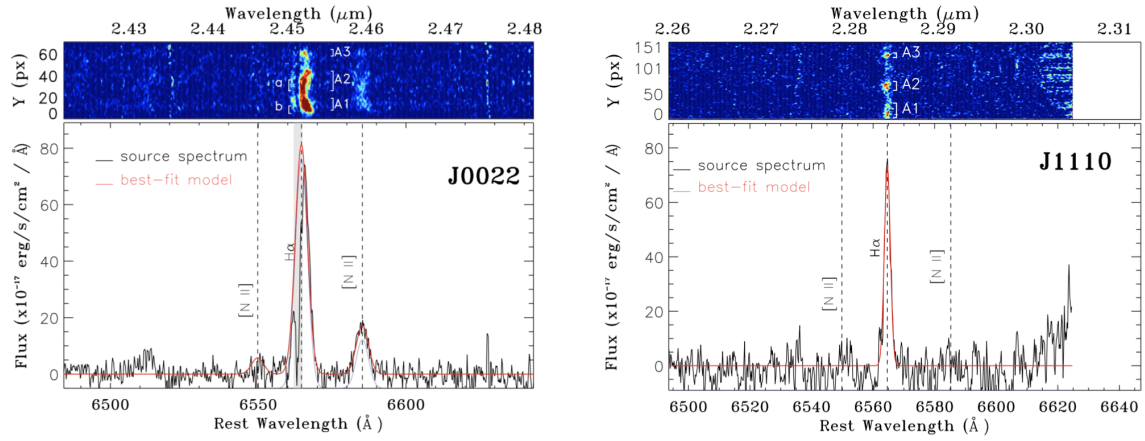 Wavelength (μm)
2.43 2.44 2.45 2.46 2.47 2.48
Y (px)
60
40
20
0
a
b
A3
A2
A1
Flux (x10⁻¹⁷ erg/s/cm² / Å)
80
60
40
20
0
source spectrum
best-fit model
J0022
[N II]
Hα
[N II]
6500 6550 6600
Rest Wavelength (Å)
Wavelength (μm)
2.26 2.27 2.28 2.29 2.30 2.31
Y (px)
151
101
50
0
A3
A2
A1
Flux (x10⁻¹⁷ erg/s/cm² / Å)
80
60
40
20
0
source spectrum
best-fit model
J1110
[N II]
Hα
[N II]
6500 6520 6540 6560 6580 6600 6620 6640
Rest Wavelength (Å)